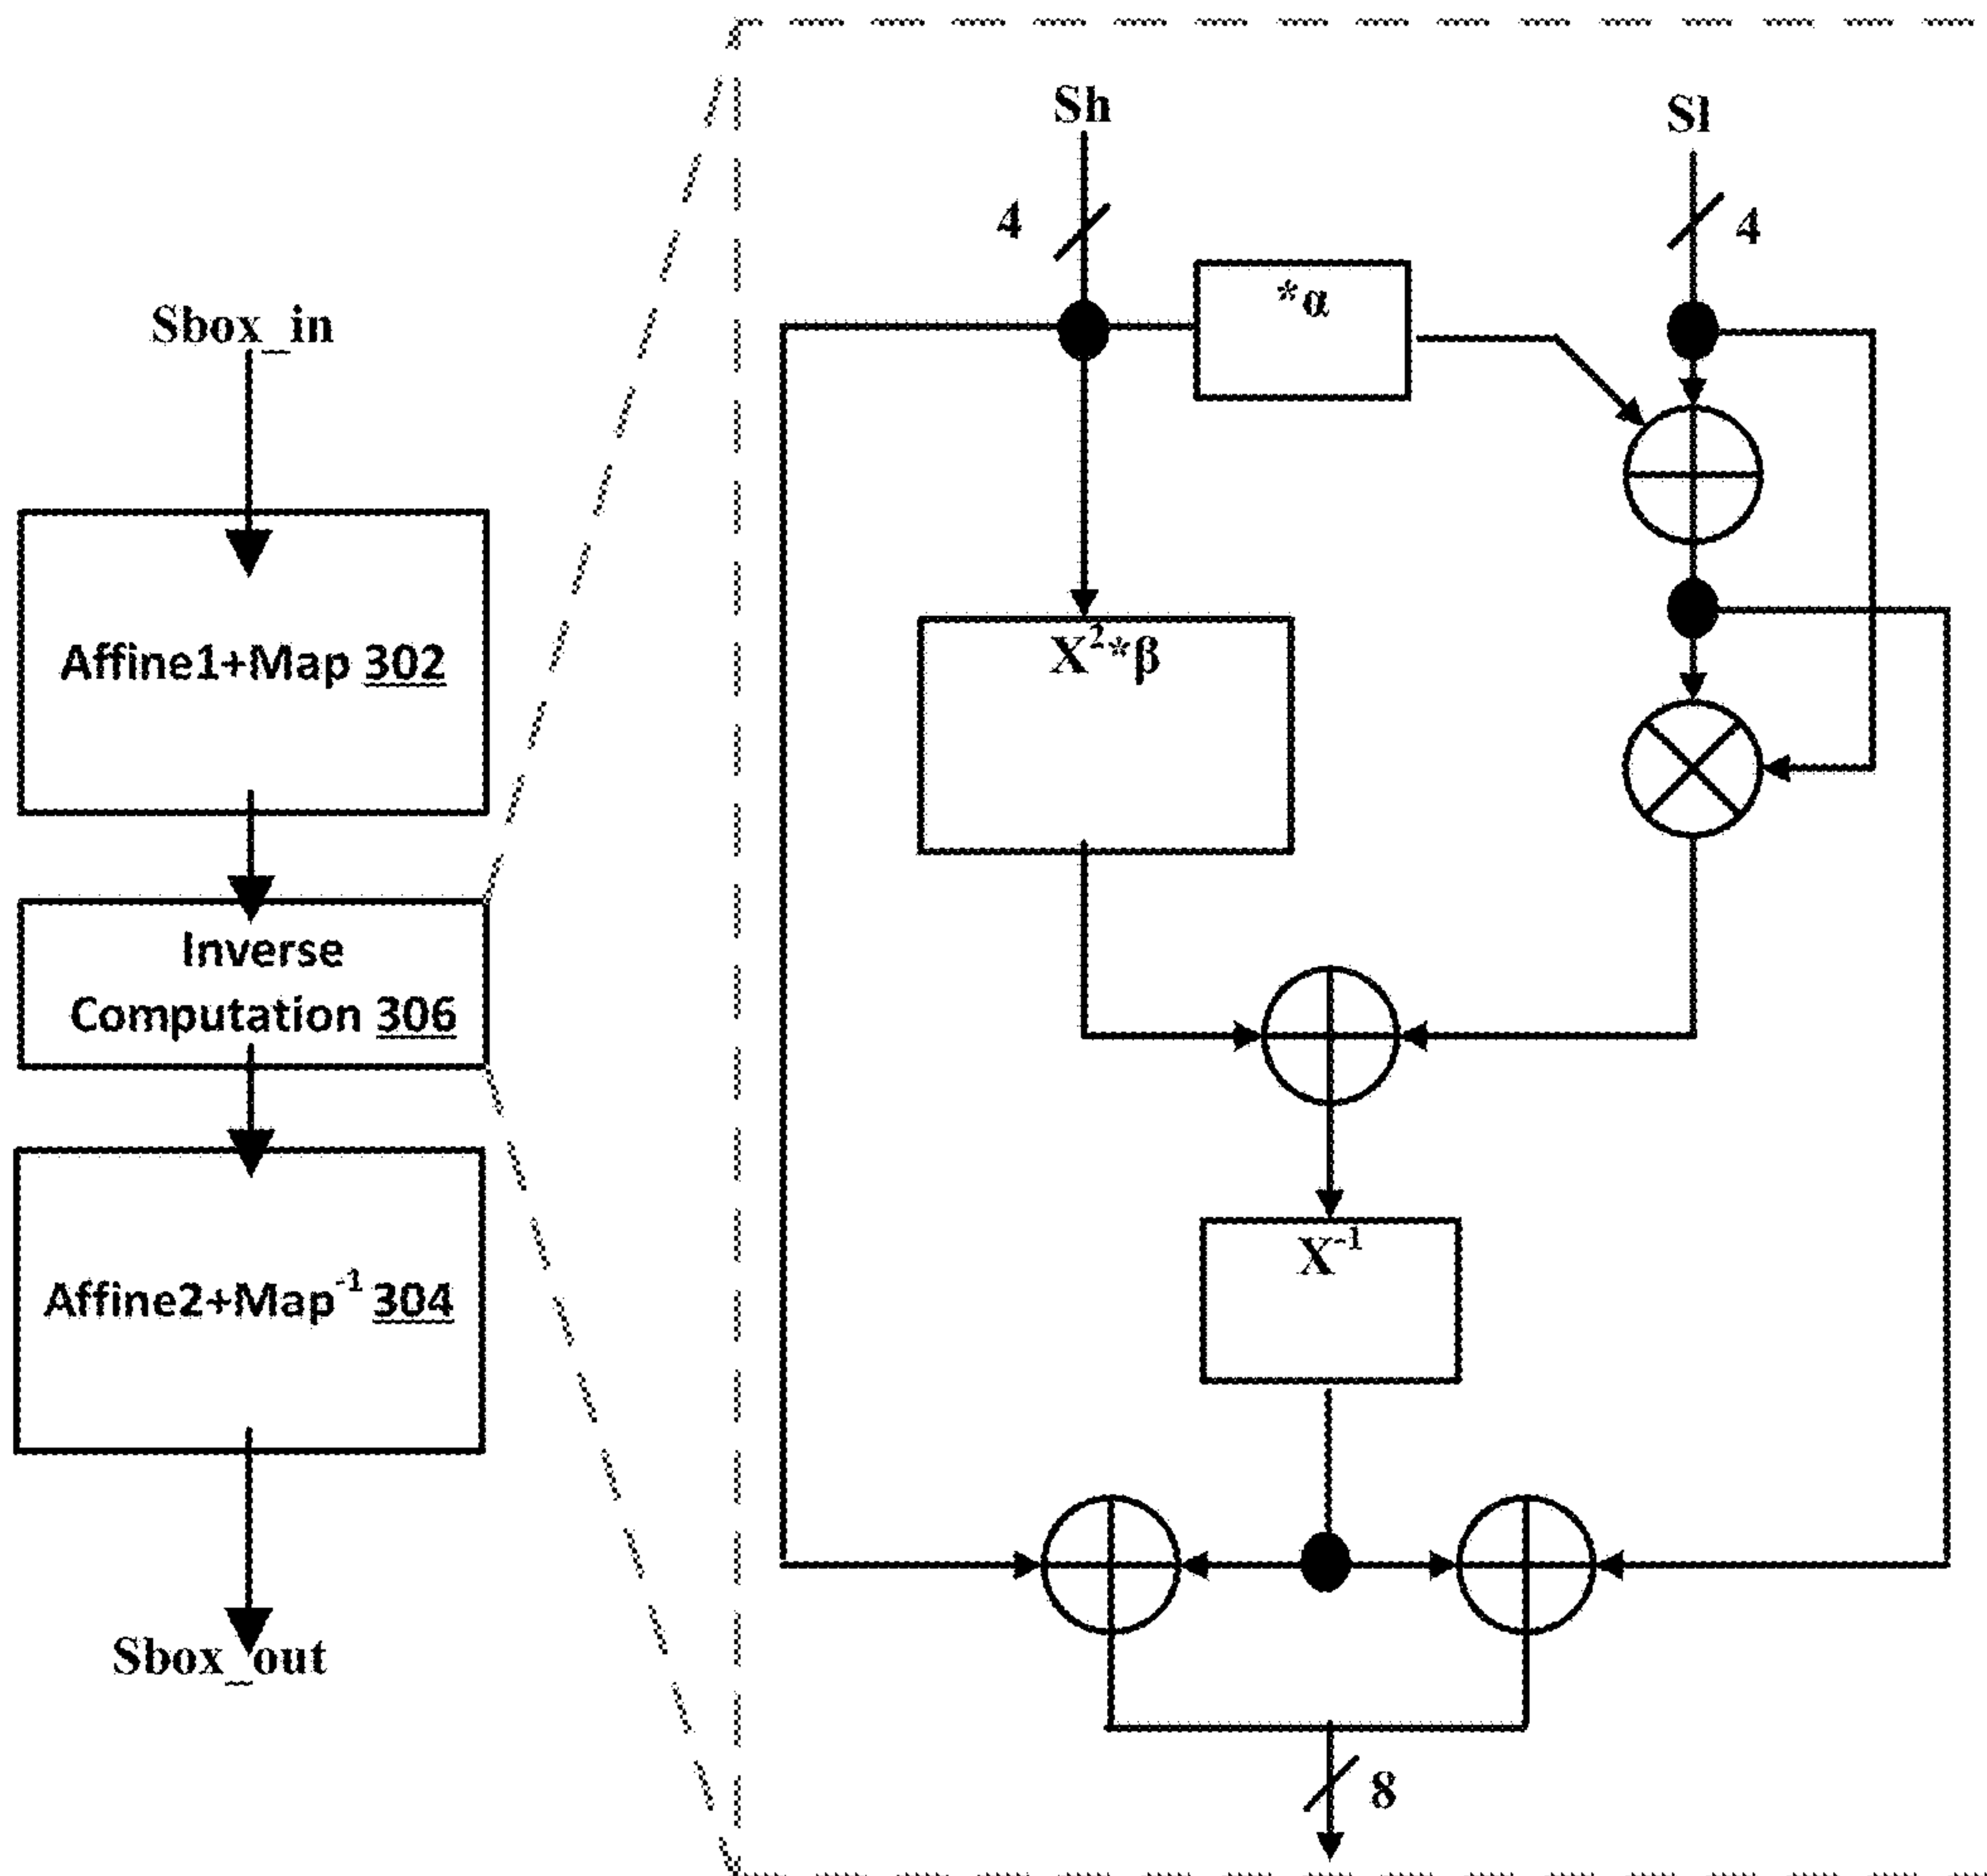 Sbox_in
Affine1+Map 302
Inverse
Computation 306
Affine2+Map⁻¹ 304
Sbox_out
Sh
Sl
4
4
*α
X²*β
X⁻¹
8